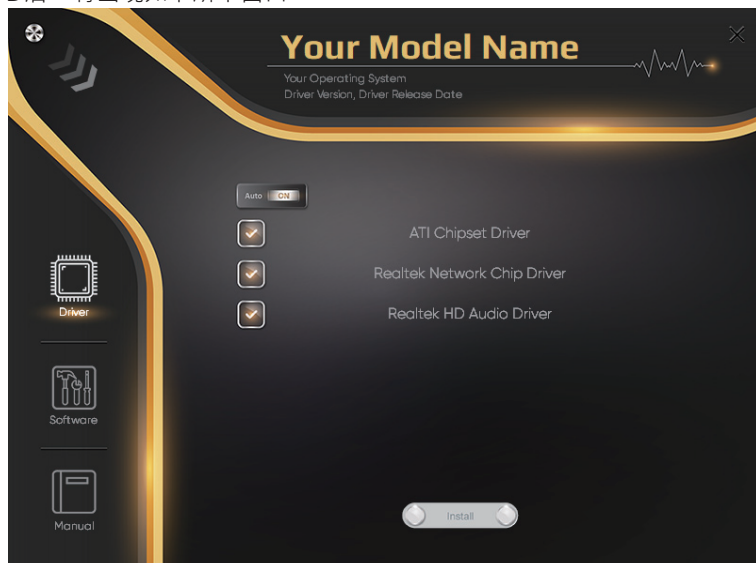 Your Model Name
Your Operating System
Driver Version, Driver Release Date
Auto ON
ATI Chipset Driver
Realtek Network Chip Driver
Realtek HD Audio Driver
Driver
Software
Manual
Install